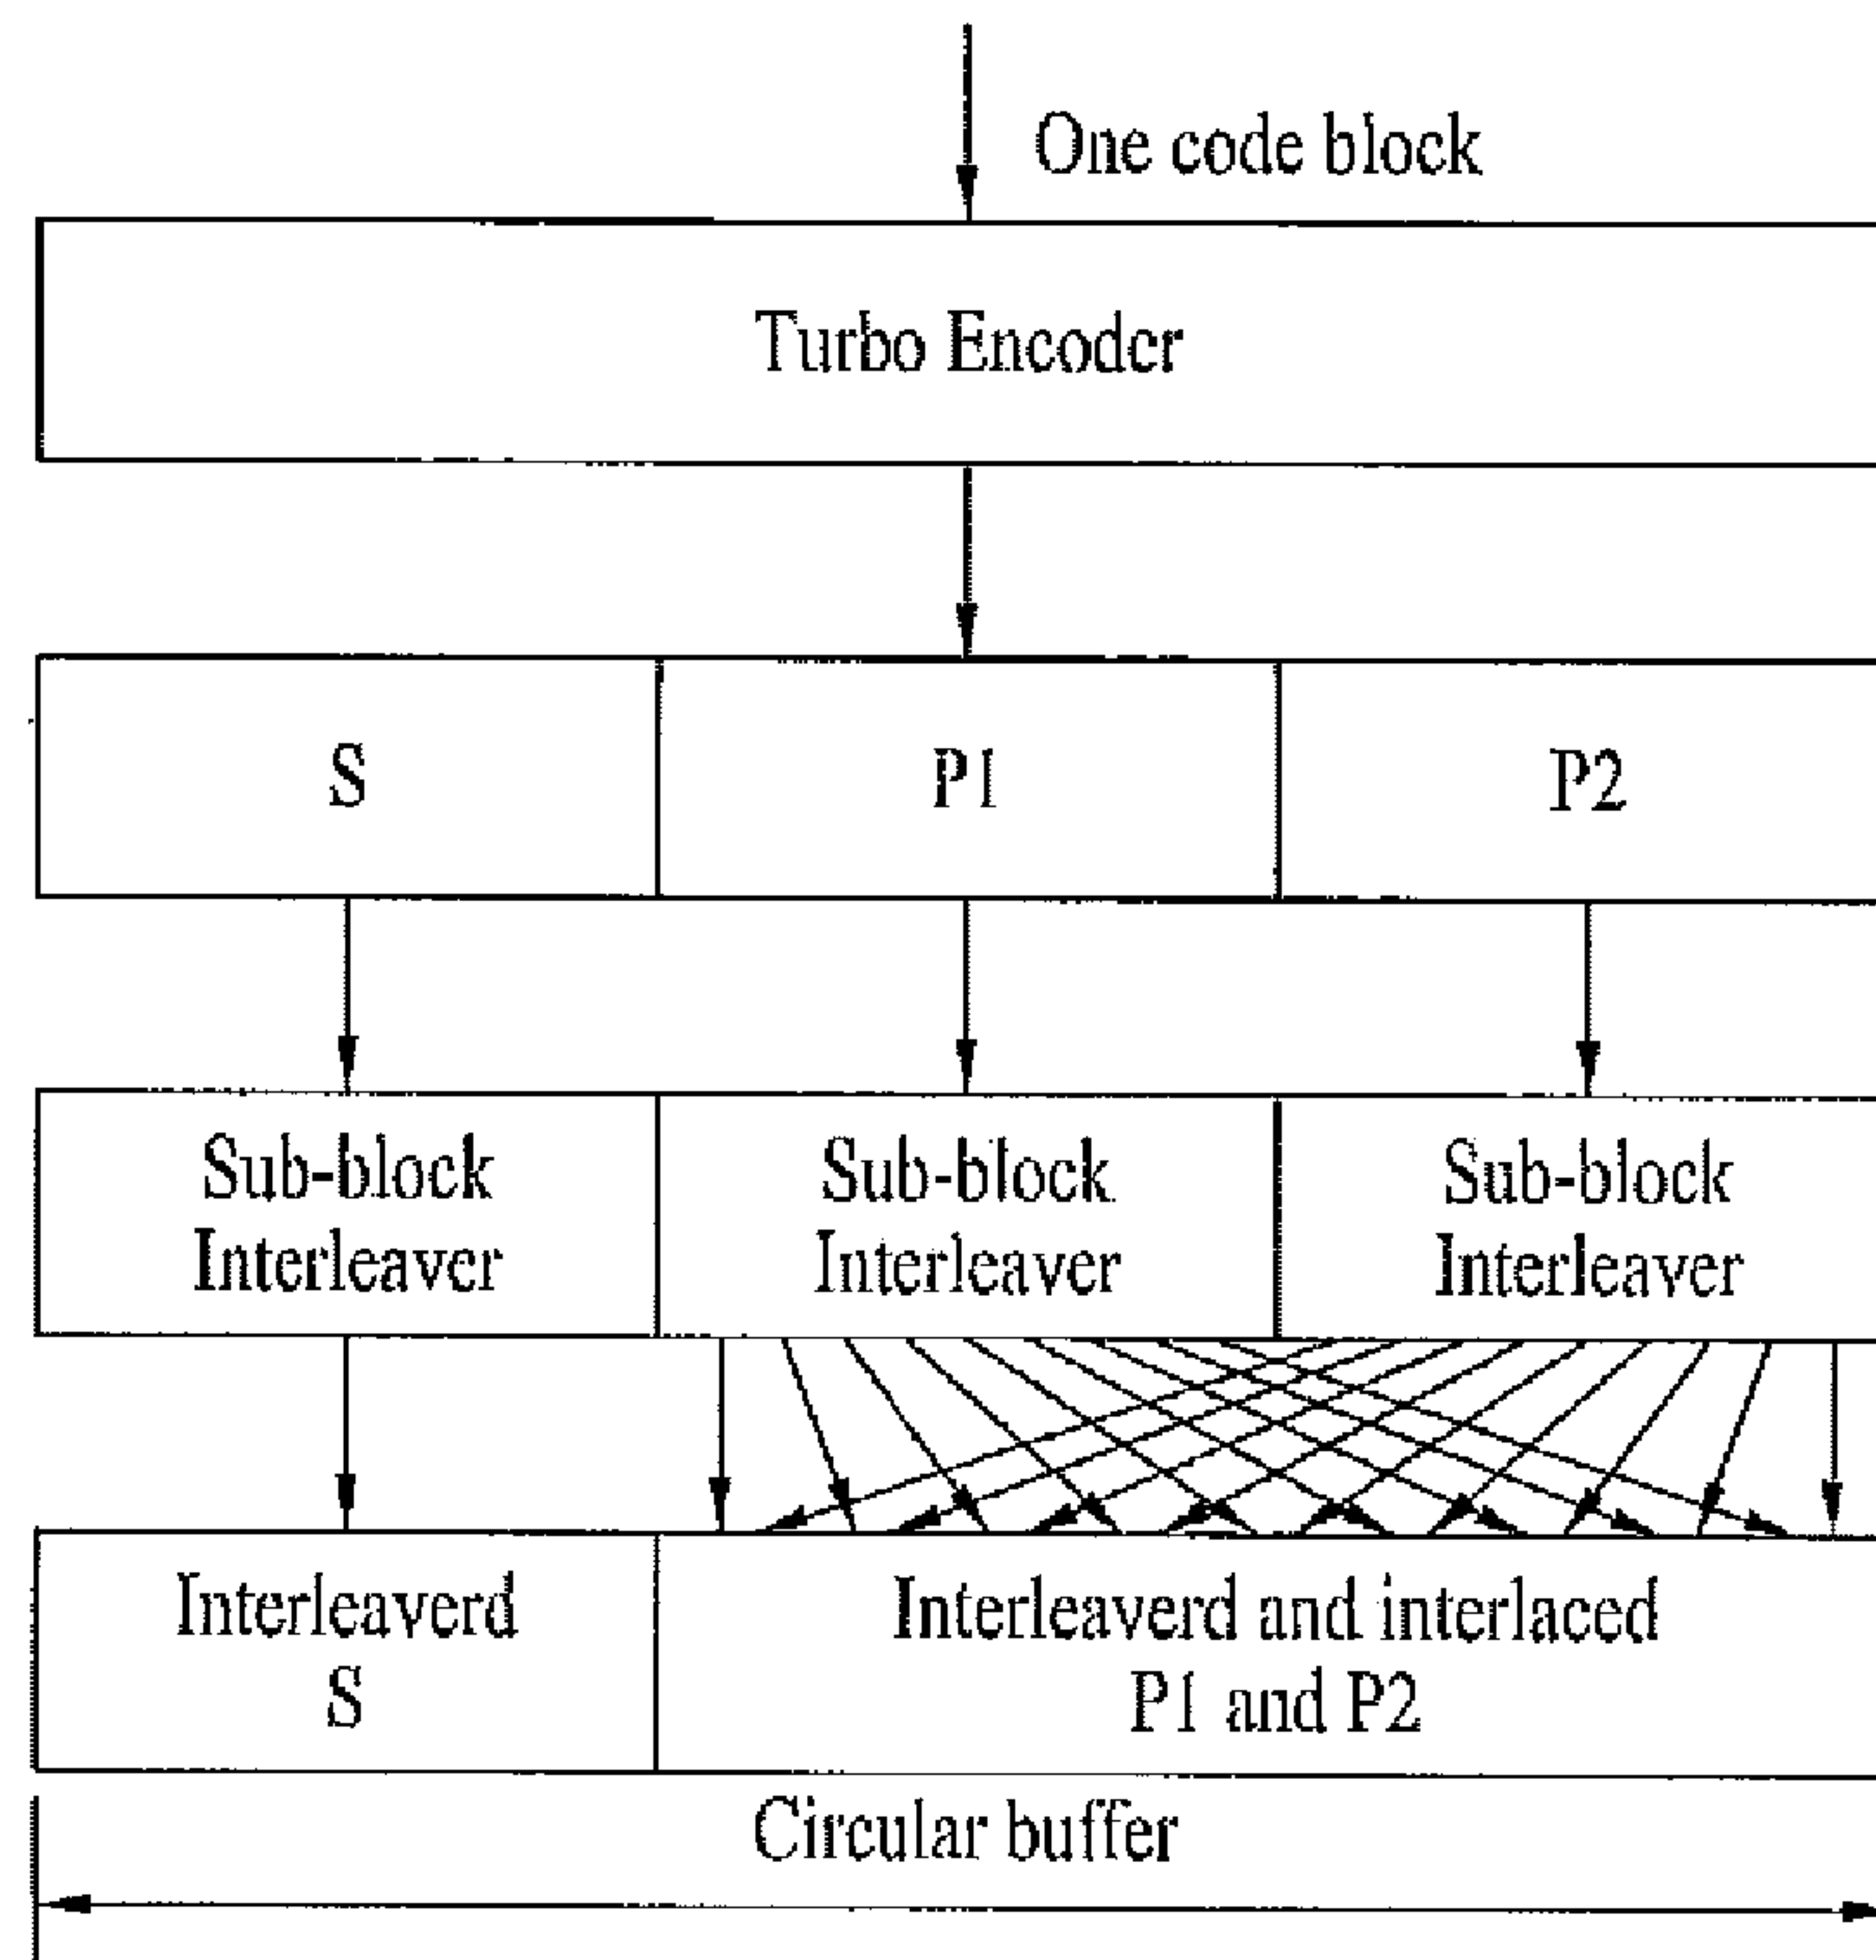 One code block
Turbo Encoder
S
P1
P2
Sub-block
Interleaver
Sub-block
Interleaver
Sub-block
Interleaver
Interleaverd
S
Interleaverd and interlaced
P1 and P2
Circular buffer